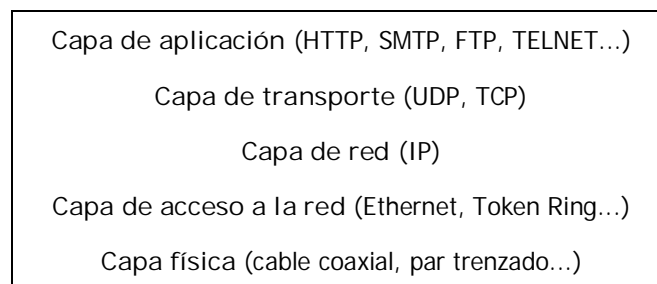 Capa de aplicación (HTTP, SMTP, FTP, TELNET...)
Capa de transporte (UDP, TCP)
Capa de red (IP)
Capa de acceso a la red (Ethernet, Token Ring...)
Capa física (cable coaxial, par trenzado...)